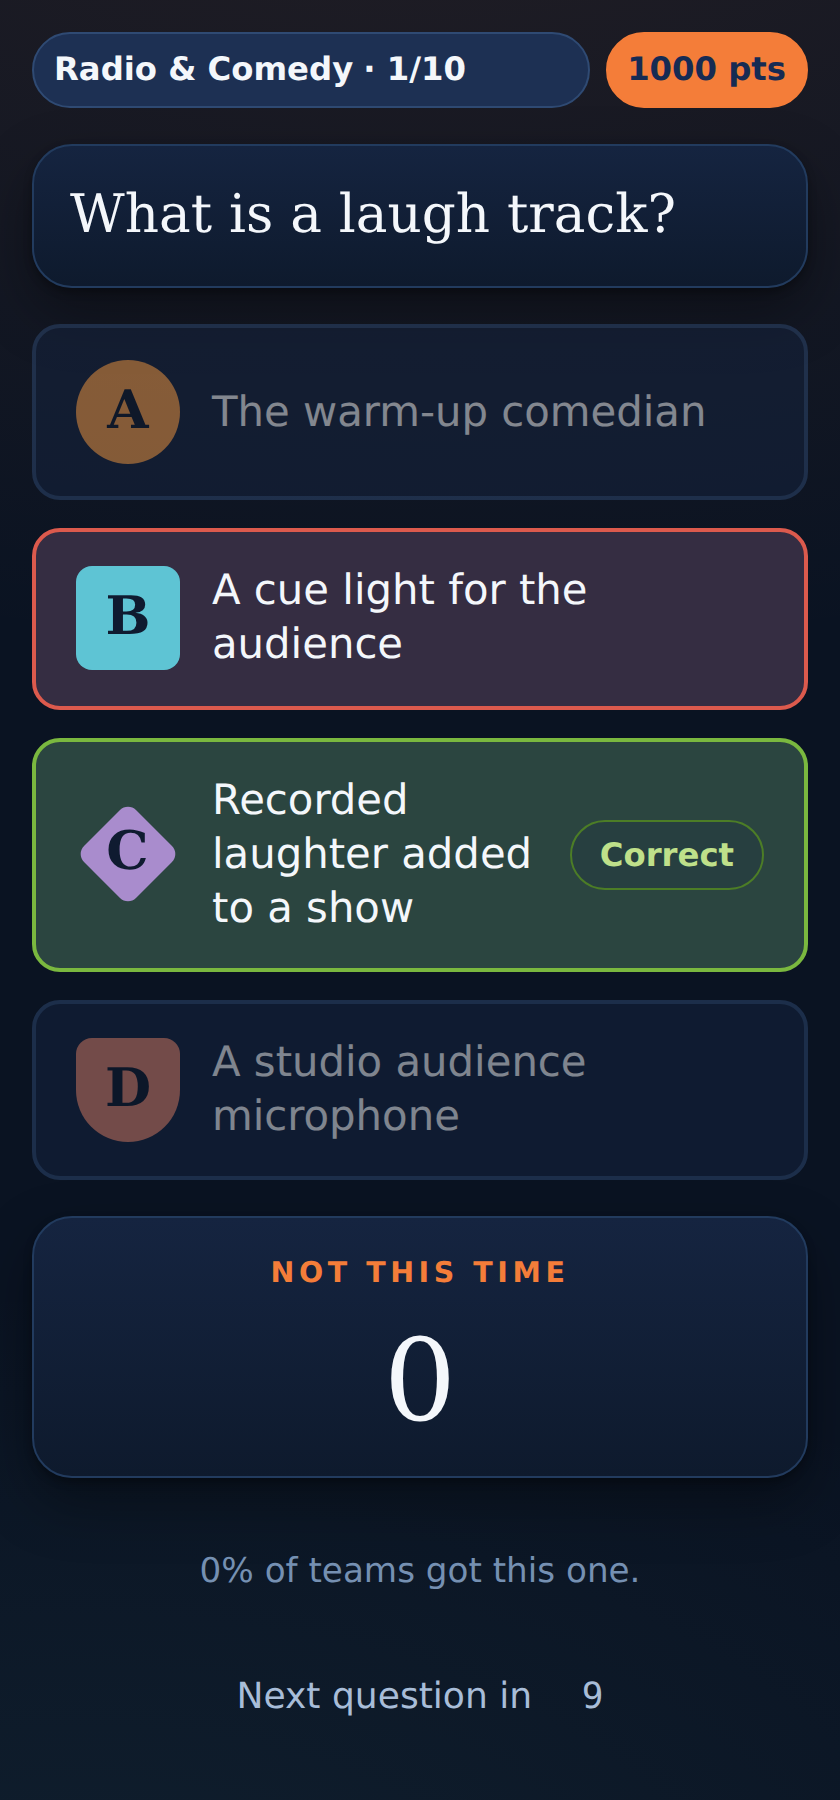 Radio & Comedy · 1/10
1000 pts
What is a laugh track?
A
The warm-up comedian
B
A cue light for the
audience
C
Recorded
laughter added
to a show
Correct
D
A studio audience
microphone
NOT THIS TIME
0
0% of teams got this one.
Next question in 9